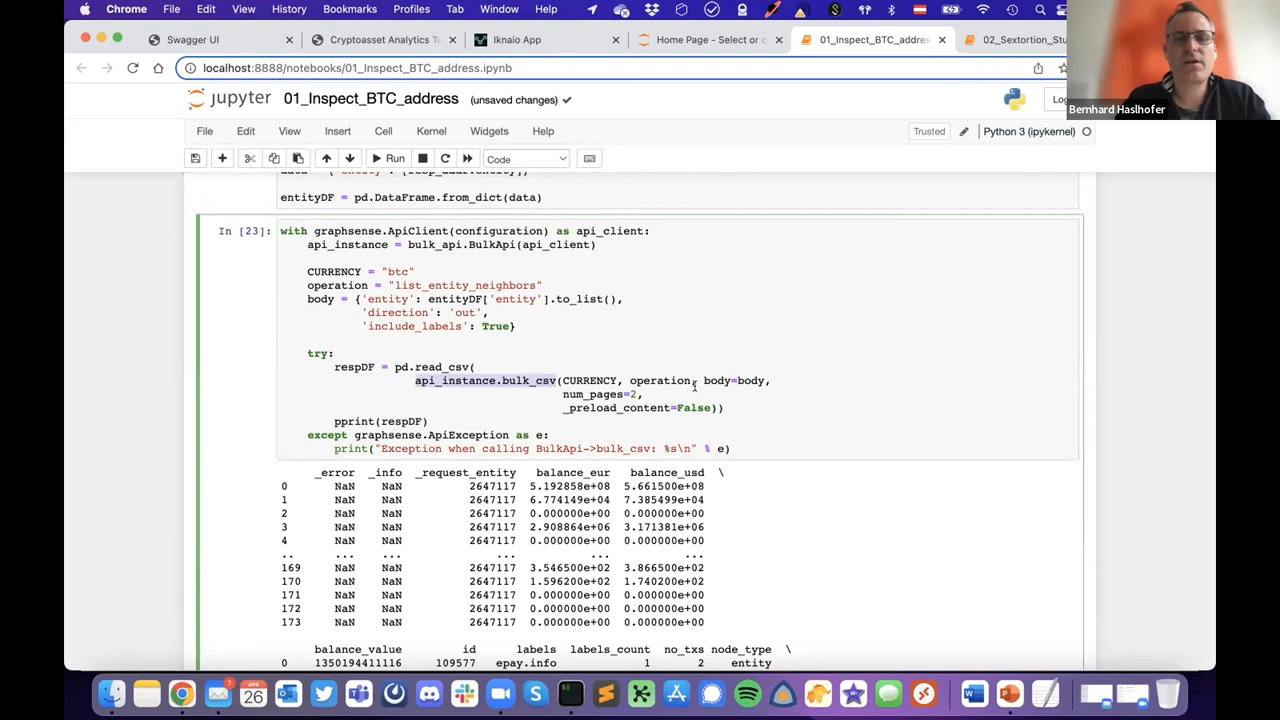 Chrome File Edit View History Bookmarks Profiles Tab Window Help
Swagger UI
Cryptoasset Analytics Tu
Iknaio App
Home Page - Select or c
01_Inspect_BTC_addres
02_Sextortion_Stu
localhost:8888/notebooks/01_Inspect_BTC_address.ipynb
Bernhard Haslhofer
jupyter 01_Inspect_BTC_address (unsaved changes)
File Edit View Insert Cell Kernel Widgets Help
Trusted
Python 3 (ipykernel)
Run
Code
entityDF = pd.DataFrame.from_dict(data)
In [23]: with graphsense.ApiClient(configuration) as api_client:
api_instance = bulk_api.BulkApi(api_client)
CURRENCY = "btc"
operation = "list_entity_neighbors"
body = {'entity': entityDF['entity'].to_list(),
'direction': 'out',
'include_labels': True}
try:
respDF = pd.read_csv(
api_instance.bulk_csv(CURRENCY, operation, body=body,
num_pages=2,
_preload_content=False))
pprint(respDF)
except graphsense.ApiException as e:
print("Exception when calling BulkApi->bulk_csv: %s\n" % e)
_error _info _request_entity balance_eur balance_usd \
0 NaN NaN 2647117 5.192858e+08 5.661500e+08
1 NaN NaN 2647117 6.774149e+04 7.385499e+04
2 NaN NaN 2647117 0.000000e+00 0.000000e+00
3 NaN NaN 2647117 2.908864e+06 3.171381e+06
4 NaN NaN 2647117 0.000000e+00 0.000000e+00
.. ... ... ... ... ...
169 NaN NaN 2647117 3.546500e+02 3.866500e+02
170 NaN NaN 2647117 1.596200e+02 1.740200e+02
171 NaN NaN 2647117 0.000000e+00 0.000000e+00
172 NaN NaN 2647117 0.000000e+00 0.000000e+00
173 NaN NaN 2647117 0.000000e+00 0.000000e+00
balance_value id labels labels_count no_txs node_type \
0 1350194411116 109577 epay.info 1 2 entity
APR
26
7